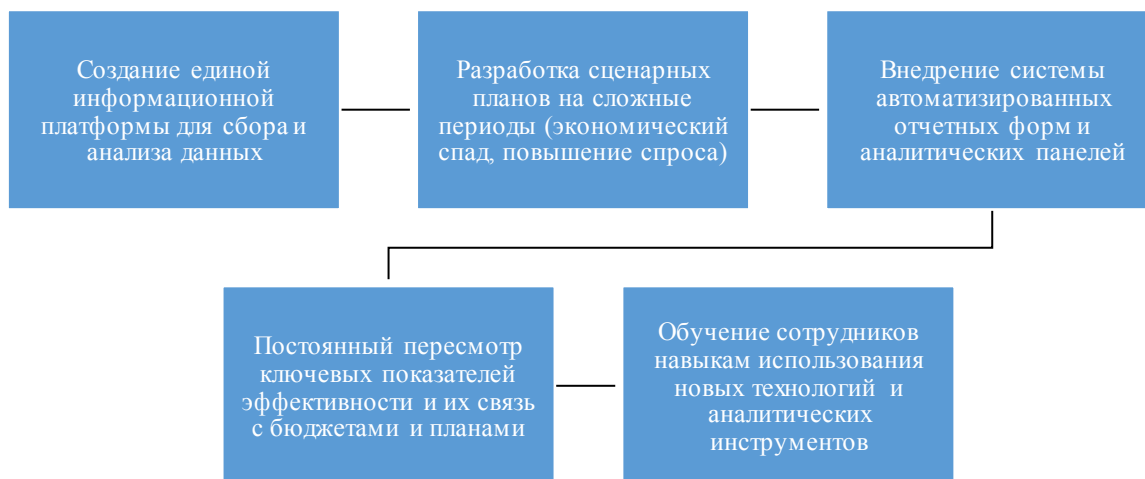 Создание единой
информационной
платформы для сбора и
анализа данных
Разработка сценарных
планов на сложные
периоды (экономический
спад, повышение спроса)
Внедрение системы
автоматизированных
отчетных форм и
аналитических панелей
Постоянный пересмотр
ключевых показателей
эффективности и их связь
с бюджетами и планами
Обучение сотрудников
навыкам использования
новых технологий и
аналитических
инструментов